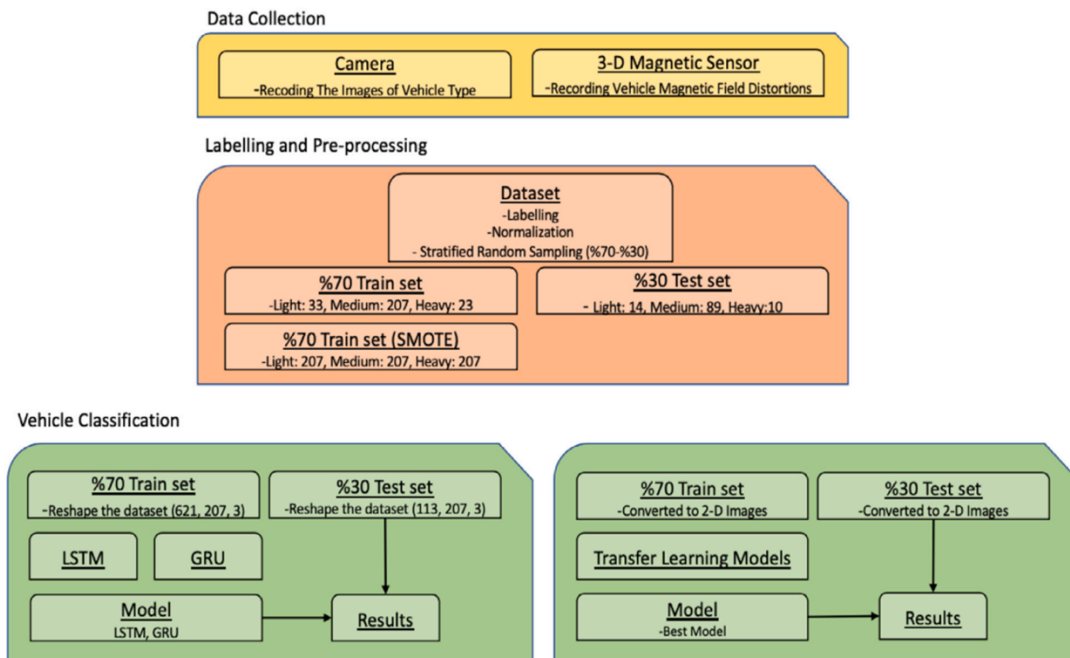 Data Collection
Camera
-Recoding The Images of Vehicle Type
3-D Magnetic Sensor
-Recording Vehicle Magnetic Field Distortions
Labelling and Pre-processing
Dataset
-Labelling
-Normalization
- Stratified Random Sampling (%70-%30)
%70 Train set
-Light: 33, Medium: 207, Heavy: 23
%30 Test set
- Light: 14, Medium: 89, Heavy:10
%70 Train set (SMOTE)
-Light: 207, Medium: 207, Heavy: 207
Vehicle Classification
%70 Train set
-Reshape the dataset (621, 207, 3)
%30 Test set
-Reshape the dataset (113, 207, 3)
LSTM
GRU
Model
LSTM, GRU
Results
%70 Train set
-Converted to 2-D Images
%30 Test set
-Converted to 2-D Images
Transfer Learning Models
Model
-Best Model
Results